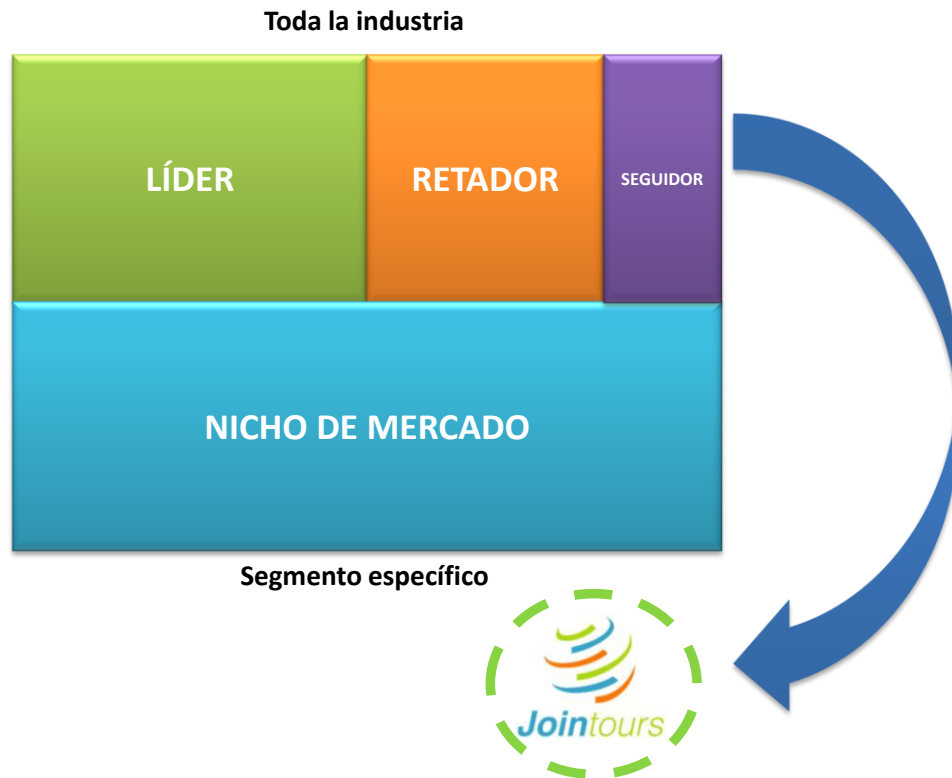 Toda la industria
LÍDER
RETADOR
SEGUIDOR
NICHO DE MERCADO
Segmento específico
Jointours